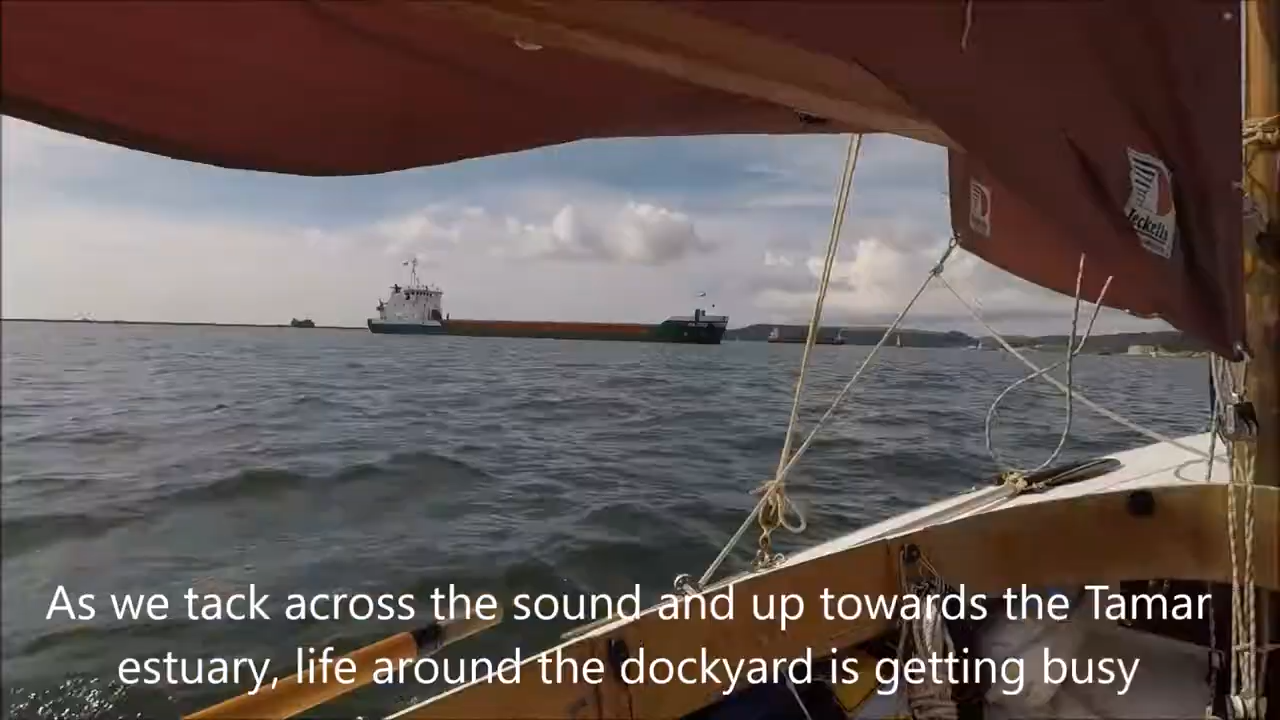 Jeckells
As we tack across the sound and up towards the Tamar
estuary, life around the dockyard is getting busy